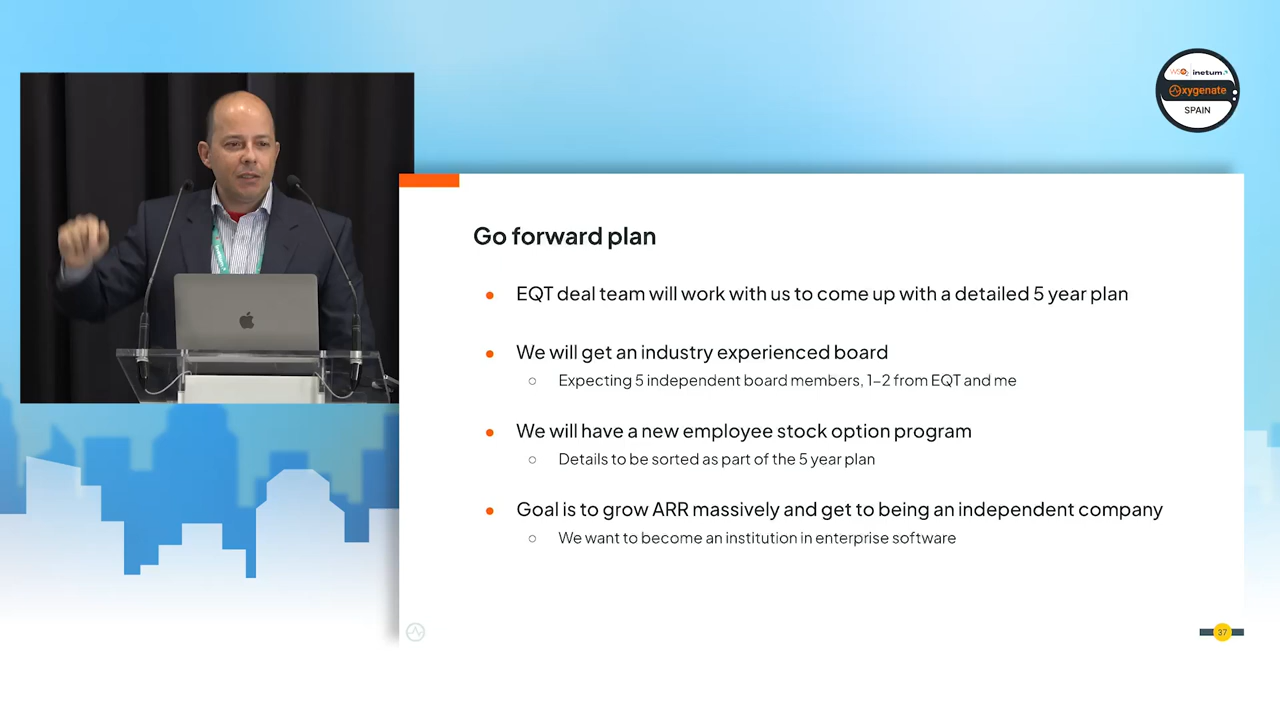 WSO2 inetum.
Oxygenate
SPAIN
Go forward plan
EQT deal team will work with us to come up with a detailed 5 year plan
We will get an industry experienced board
Expecting 5 independent board members, 1–2 from EQT and me
We will have a new employee stock option program
Details to be sorted as part of the 5 year plan
Goal is to grow ARR massively and get to being an independent company
We want to become an institution in enterprise software
37